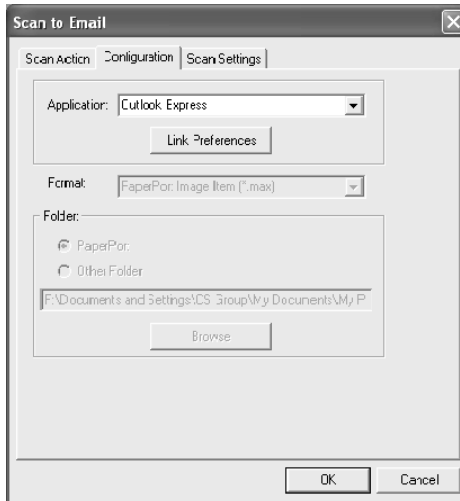 Scan to Email
Scan Action Configuration Scan Settings
Application: Outlook Express
Link Preferences
Format: PaperPort Image Item (*.max)
Folder:
PaperPort
Other Folder
F:\Documents and Settings\CS Group\My Documents\My P
Browse
OK Cancel